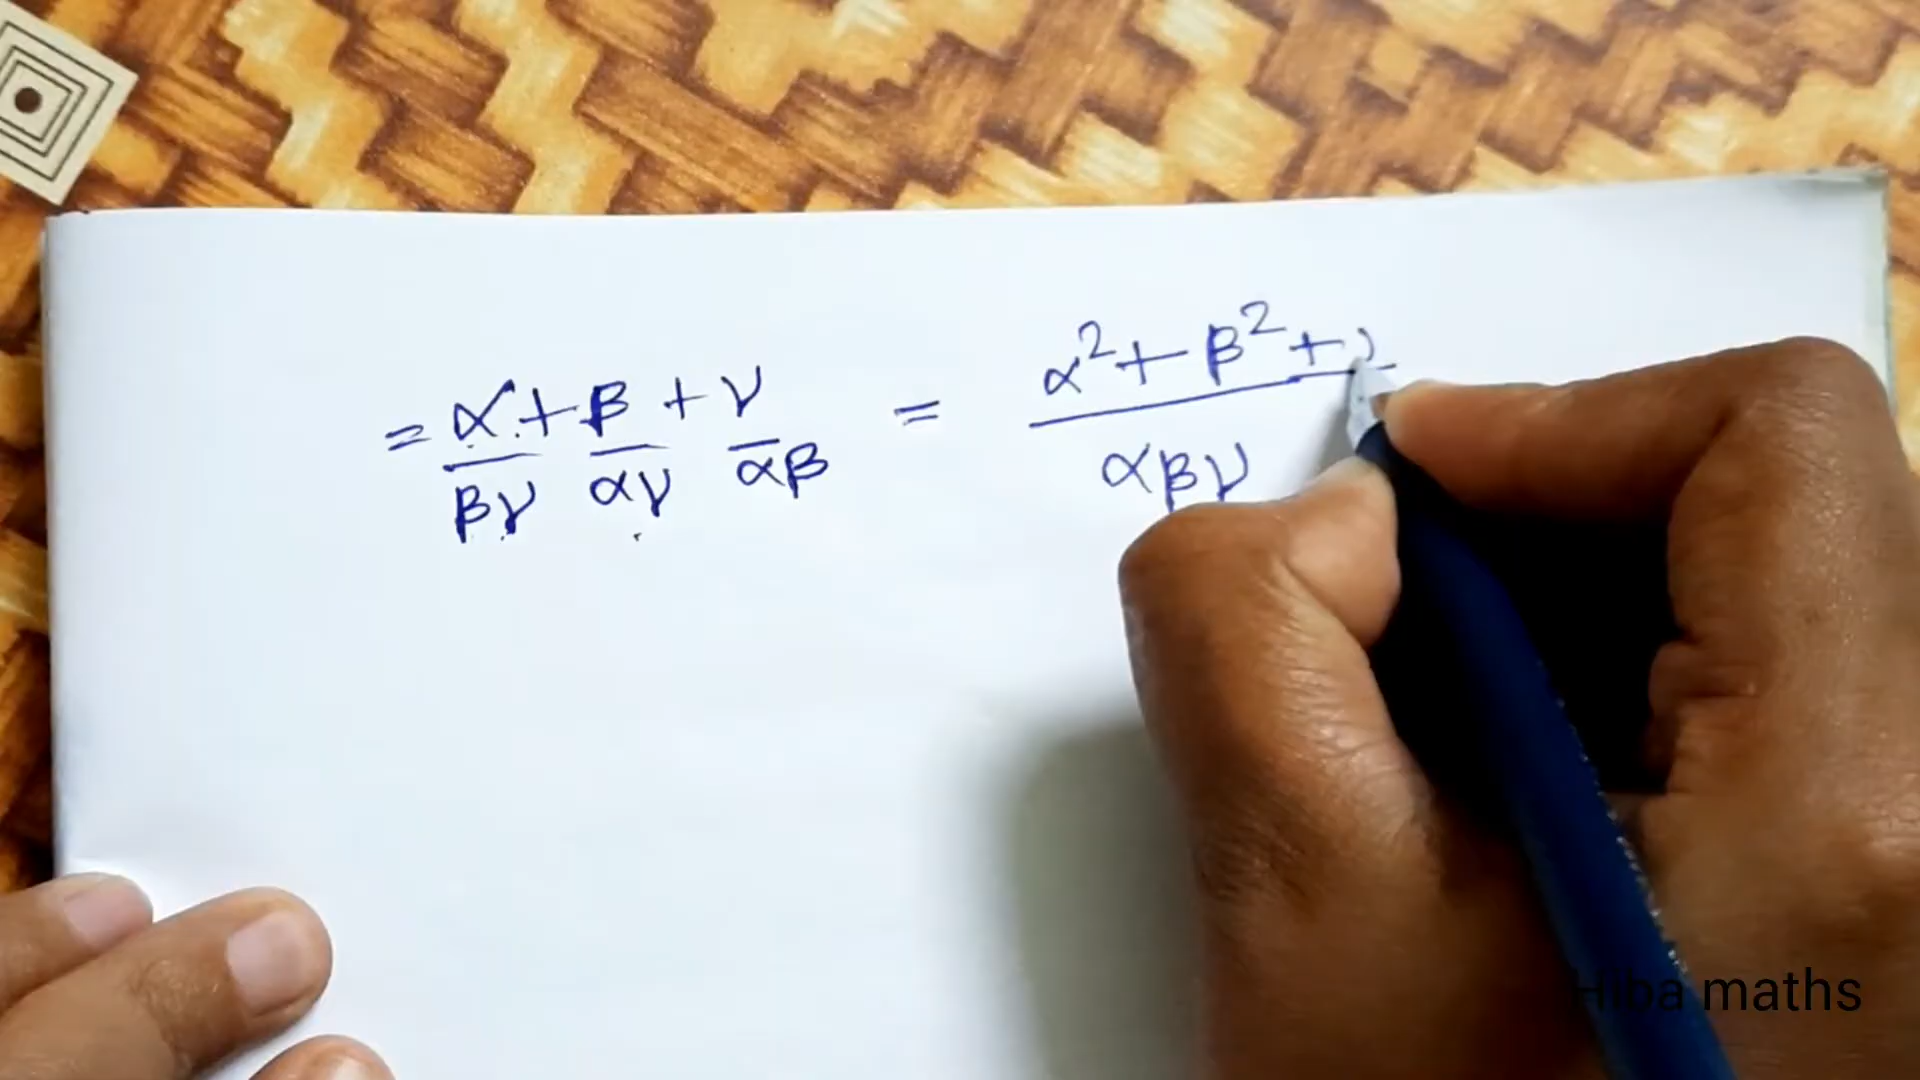 = α/βγ + β/αγ + γ/αβ = α² + β² + / αβγ
Hiba maths